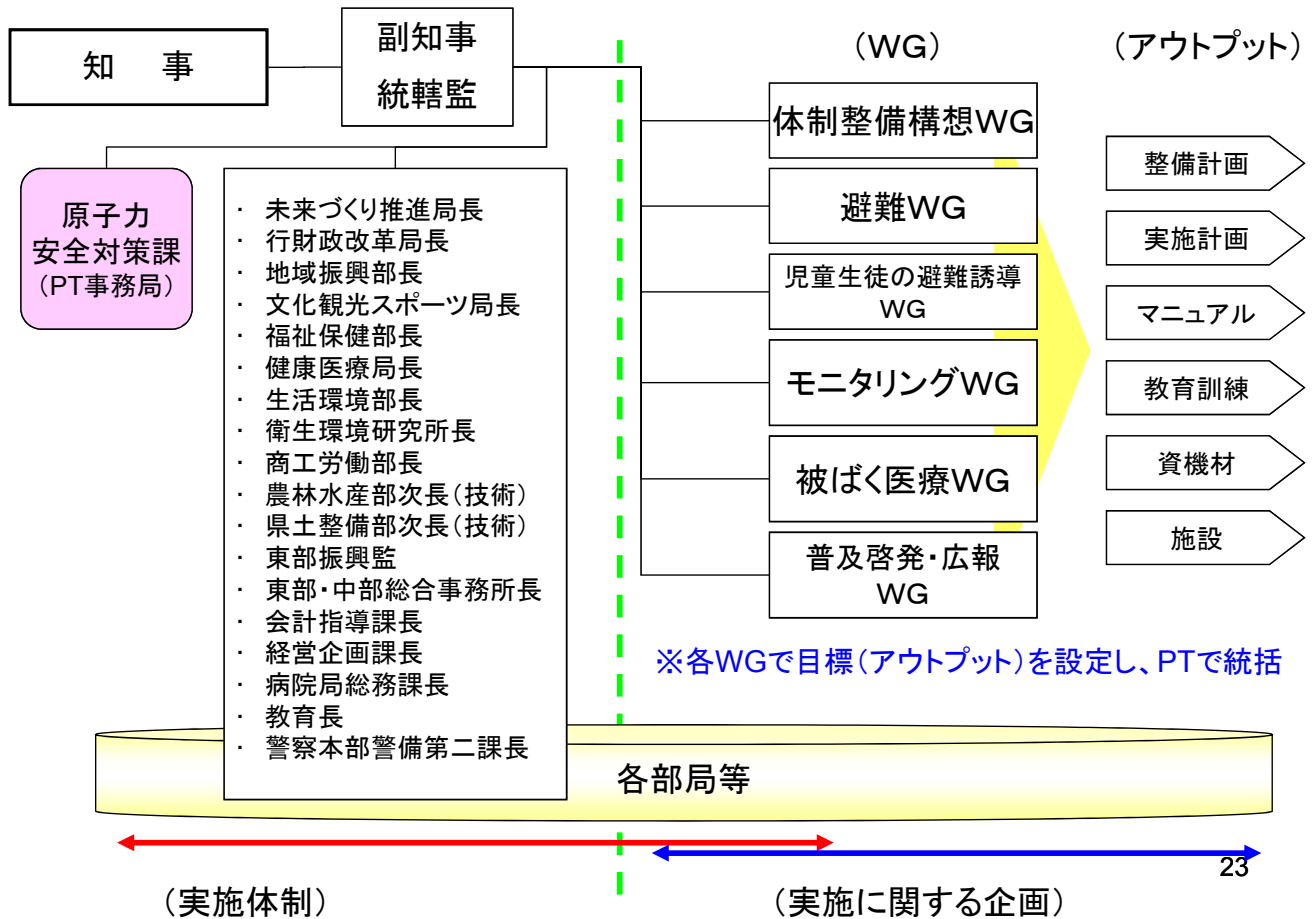 知　事
副知事
統轄監
原子力
安全対策課
（PT事務局）
・ 未来づくり推進局長
・ 行財政改革局長
・ 地域振興部長
・ 文化観光スポーツ局長
・ 福祉保健部長
・ 健康医療局長
・ 生活環境部長
・ 衛生環境研究所長
・ 商工労働部長
・ 農林水産部次長（技術）
・ 県土整備部次長（技術）
・ 東部振興監
・ 東部・中部総合事務所長
・ 会計指導課長
・ 経営企画課長
・ 病院局総務課長
・ 教育長
・ 警察本部警備第二課長
（WG）
体制整備構想WG
避難WG
児童生徒の避難誘導
WG
モニタリングWG
被ばく医療WG
普及啓発・広報
WG
（アウトプット）
整備計画
実施計画
マニュアル
教育訓練
資機材
施設
※各WGで目標（アウトプット）を設定し、PTで統括
各部局等
（実施体制）
（実施に関する企画）
23